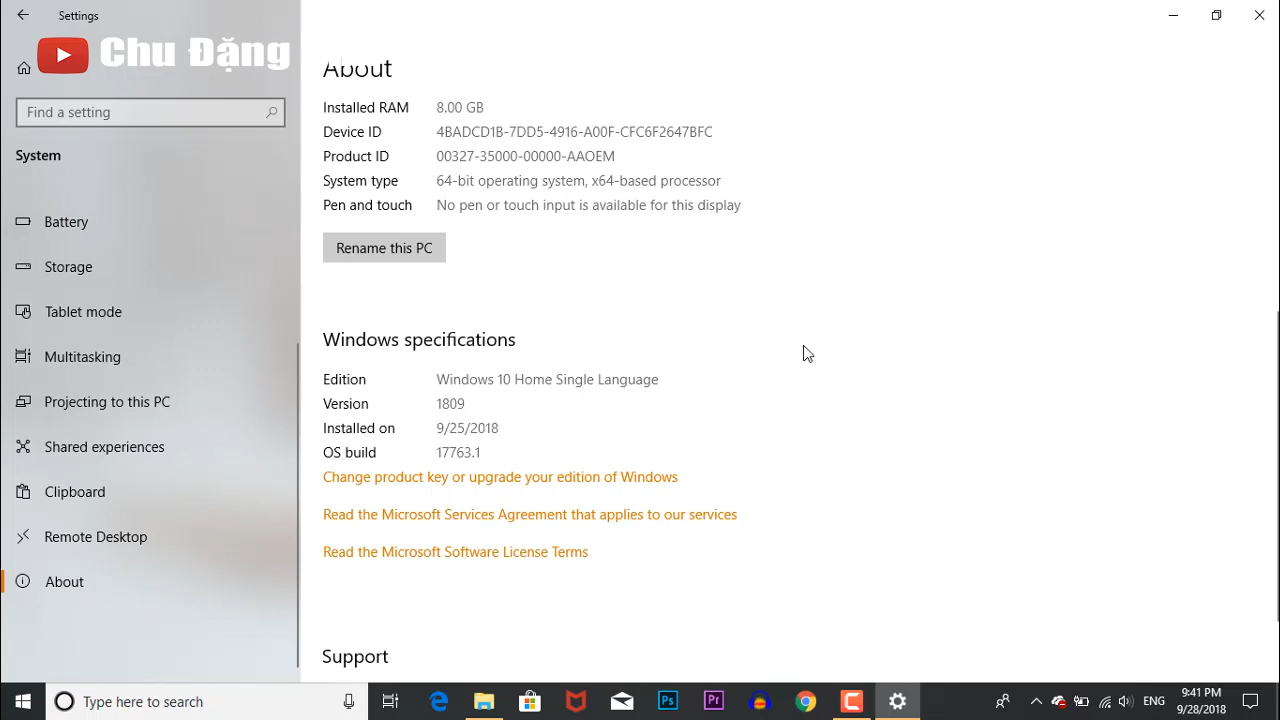 Settings
Chu Đặng
Find a setting
System
Battery
Storage
Tablet mode
Multitasking
Projecting to this PC
Shared experiences
Clipboard
Remote Desktop
About
About
Installed RAM 8.00 GB
Device ID 4BADCD1B-7DD5-4916-A00F-CFC6F2647BFC
Product ID 00327-35000-00000-AAOEM
System type 64-bit operating system, x64-based processor
Pen and touch No pen or touch input is available for this display
Rename this PC
Windows specifications
Edition Windows 10 Home Single Language
Version 1809
Installed on 9/25/2018
OS build 17763.1
Change product key or upgrade your edition of Windows
Read the Microsoft Services Agreement that applies to our services
Read the Microsoft Software License Terms
Support
Type here to search
Ps
Pr
ENG
9:41 PM
9/28/2018